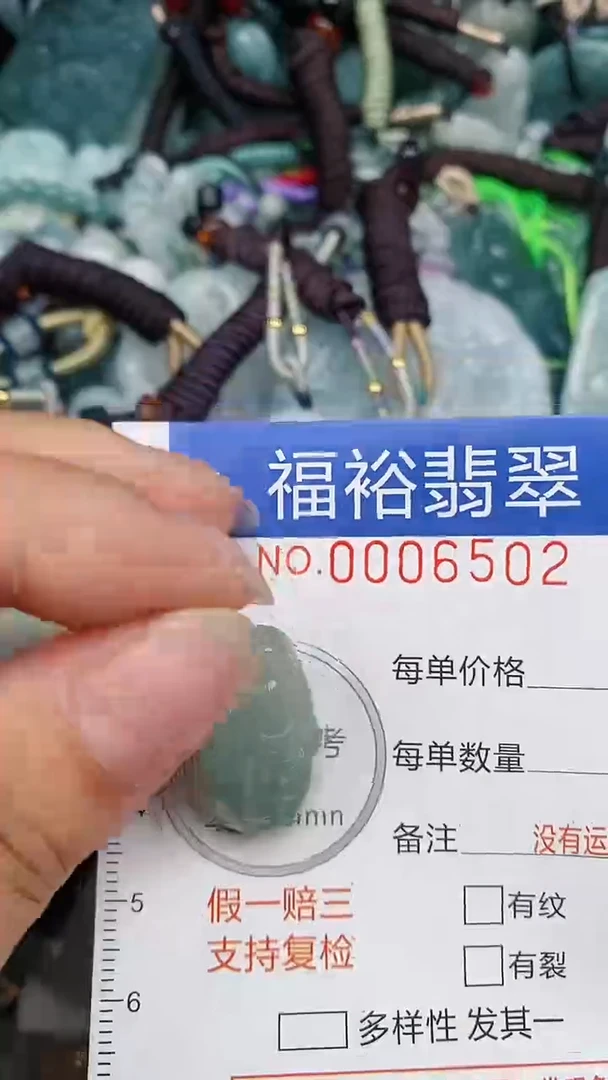 福裕翡翠
NO.0006502
每单价格
考
每单数量
mn
备注 没有运
5
假一赔三
有纹
支持复检
有裂
6
多样性 发其一